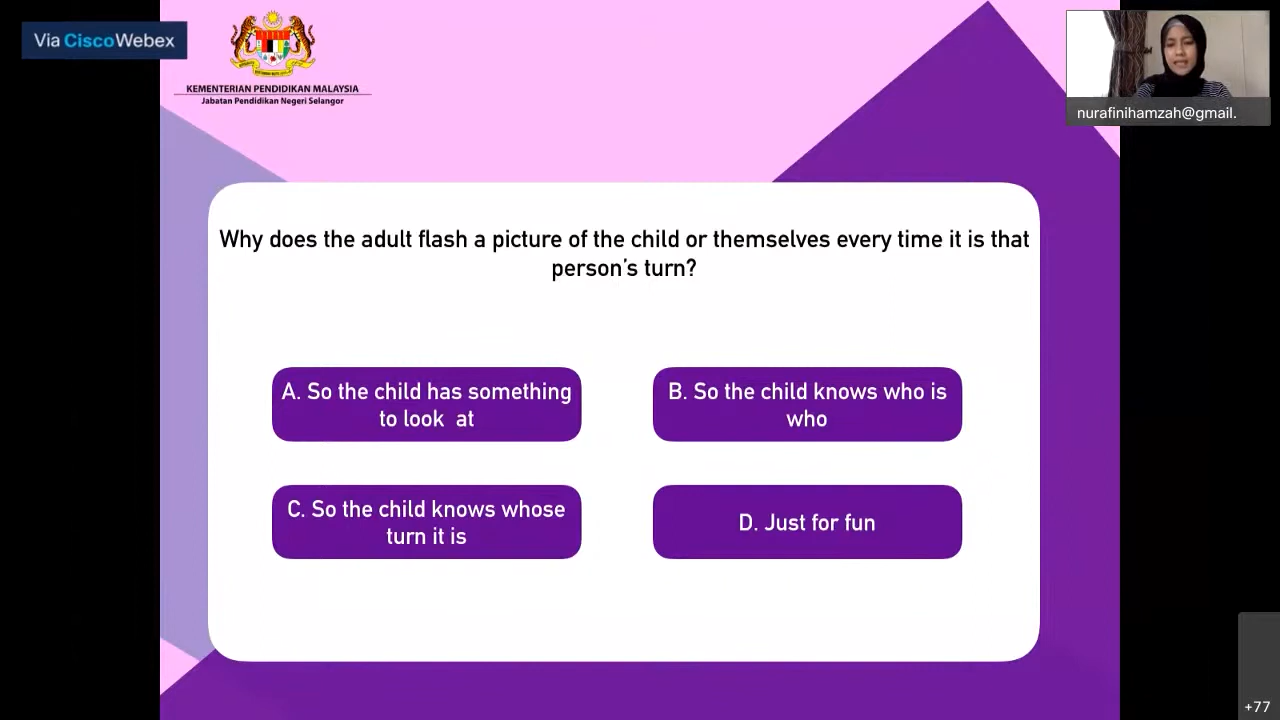 Via Cisco Webex
KEMENTERIAN PENDIDIKAN MALAYSIA
Jabatan Pendidikan Negeri Selangor
nurafinihamzah@gmail.
Why does the adult flash a picture of the child or themselves every time it is that
person's turn?
A. So the child has something
to look at
B. So the child knows who is
who
C. So the child knows whose
turn it is
D. Just for fun
+77